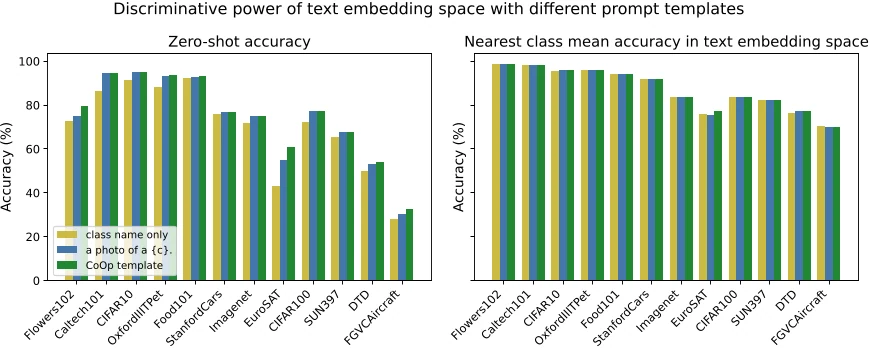 Discriminative power of text embedding space with different prompt templates
Zero-shot accuracy
Accuracy (%)
100
80
60
40
20
0
class name only
a photo of a {c}.
CoOp template
Flowers102
Caltech101
CIFAR10
OxfordIIITPet
Food101
StanfordCars
Imagenet
EuroSAT
CIFAR100
SUN397
DTD
FGVCAircraft
Nearest class mean accuracy in text embedding space
Accuracy (%)
Flowers102
Caltech101
CIFAR10
OxfordIIITPet
Food101
StanfordCars
Imagenet
EuroSAT
CIFAR100
SUN397
DTD
FGVCAircraft